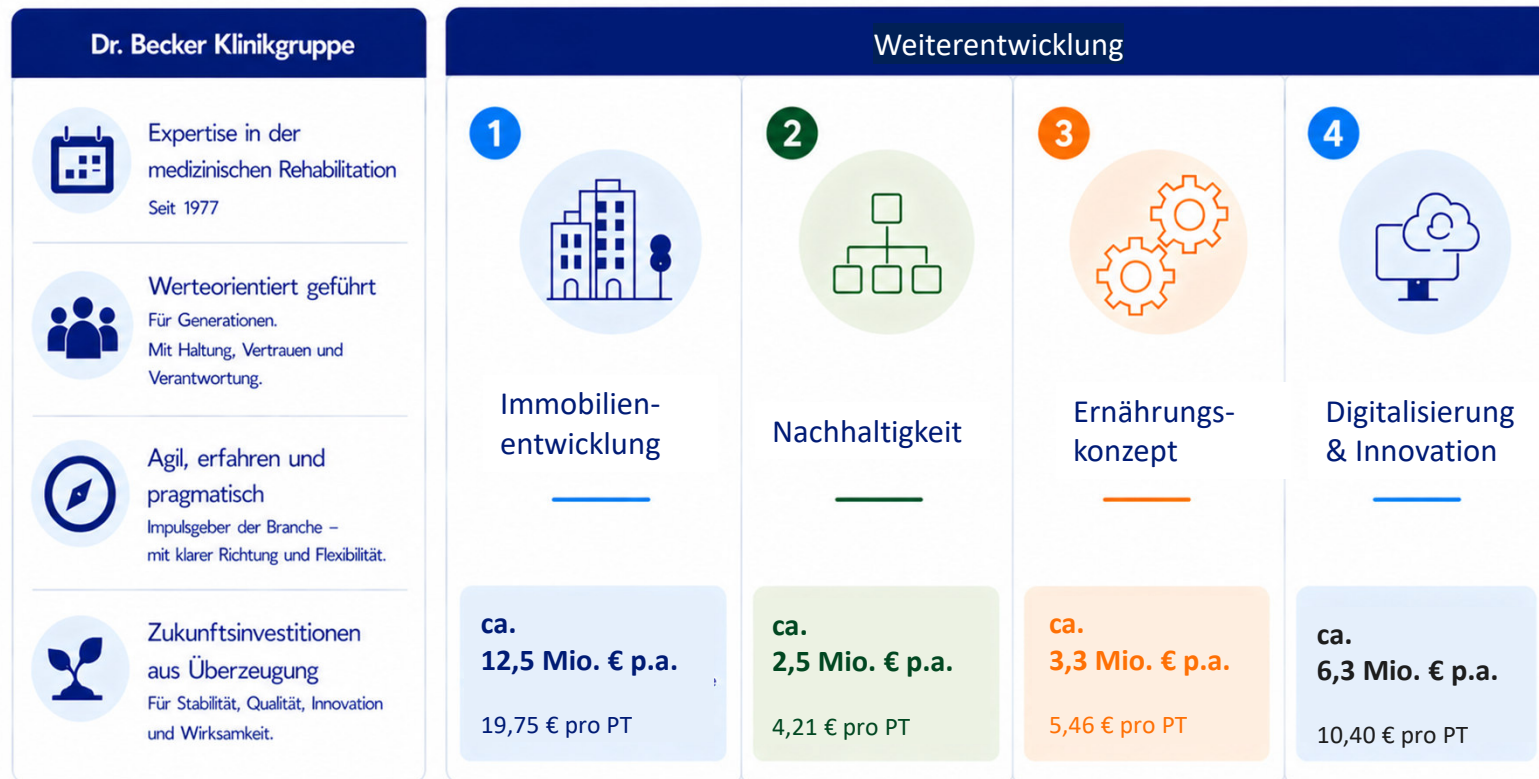 Dr. Becker Klinikgruppe
Expertise in der
medizinischen Rehabilitation
Seit 1977
Werteorientiert geführt
Für Generationen.
Mit Haltung, Vertrauen und
Verantwortung.
Agil, erfahren und
pragmatisch
Impulsgeber der Branche –
mit klarer Richtung und Flexibilität.
Zukunftsinvestitionen
aus Überzeugung
Für Stabilität, Qualität, Innovation
und Wirksamkeit.
Weiterentwicklung
1
Immobilien-
entwicklung
ca.
12,5 Mio. € p.a.
19,75 € pro PT
2
Nachhaltigkeit
ca.
2,5 Mio. € p.a.
4,21 € pro PT
3
Ernährungs-
konzept
ca.
3,3 Mio. € p.a.
5,46 € pro PT
4
Digitalisierung
& Innovation
ca.
6,3 Mio. € p.a.
10,40 € pro PT